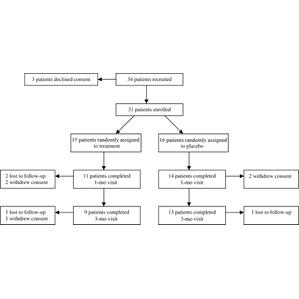 3 patients declined consent
34 patients recruited
31 patients enrolled
15 patients randomly assigned
to treatment
16 patients randomly assigned
to placebo
2 lost to follow-up
2 withdrew consent
11 patients completed
1-mo visit
14 patients completed
1-mo visit
2 withdrew consent
1 lost to follow-up
1 withdrew consent
9 patients completed
3-mo visit
13 patients completed
3-mo visit
1 lost to follow-up